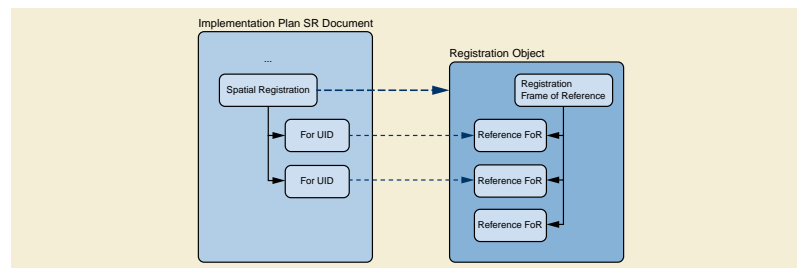 Implementation Plan SR Document
...
Spatial Registration
For UID
For UID
Registration Object
Registration
Frame of Reference
Reference FoR
Reference FoR
Reference FoR